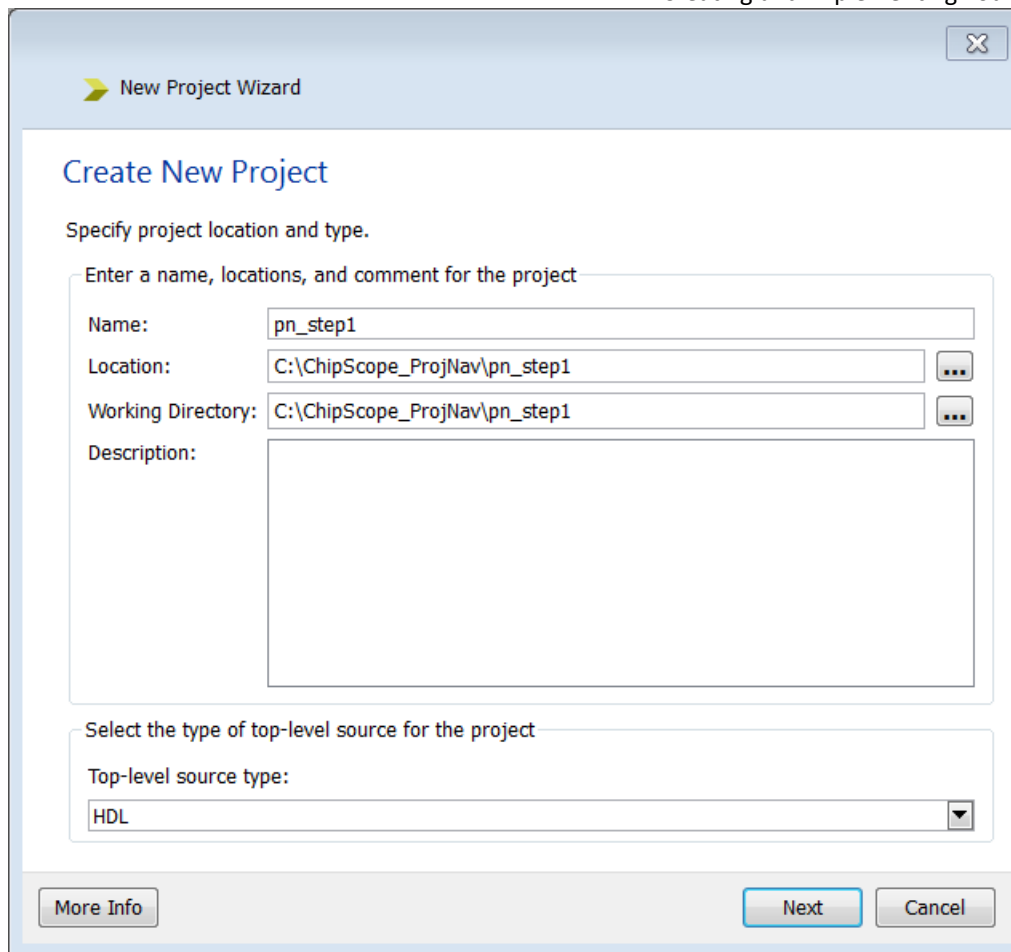 New Project Wizard
Create New Project
Specify project location and type.
Enter a name, locations, and comment for the project
Name: pn_step1
Location: C:\ChipScope_ProjNav\pn_step1 ...
Working Directory: C:\ChipScope_ProjNav\pn_step1 ...
Description:
Select the type of top-level source for the project
Top-level source type:
HDL
More Info Next Cancel